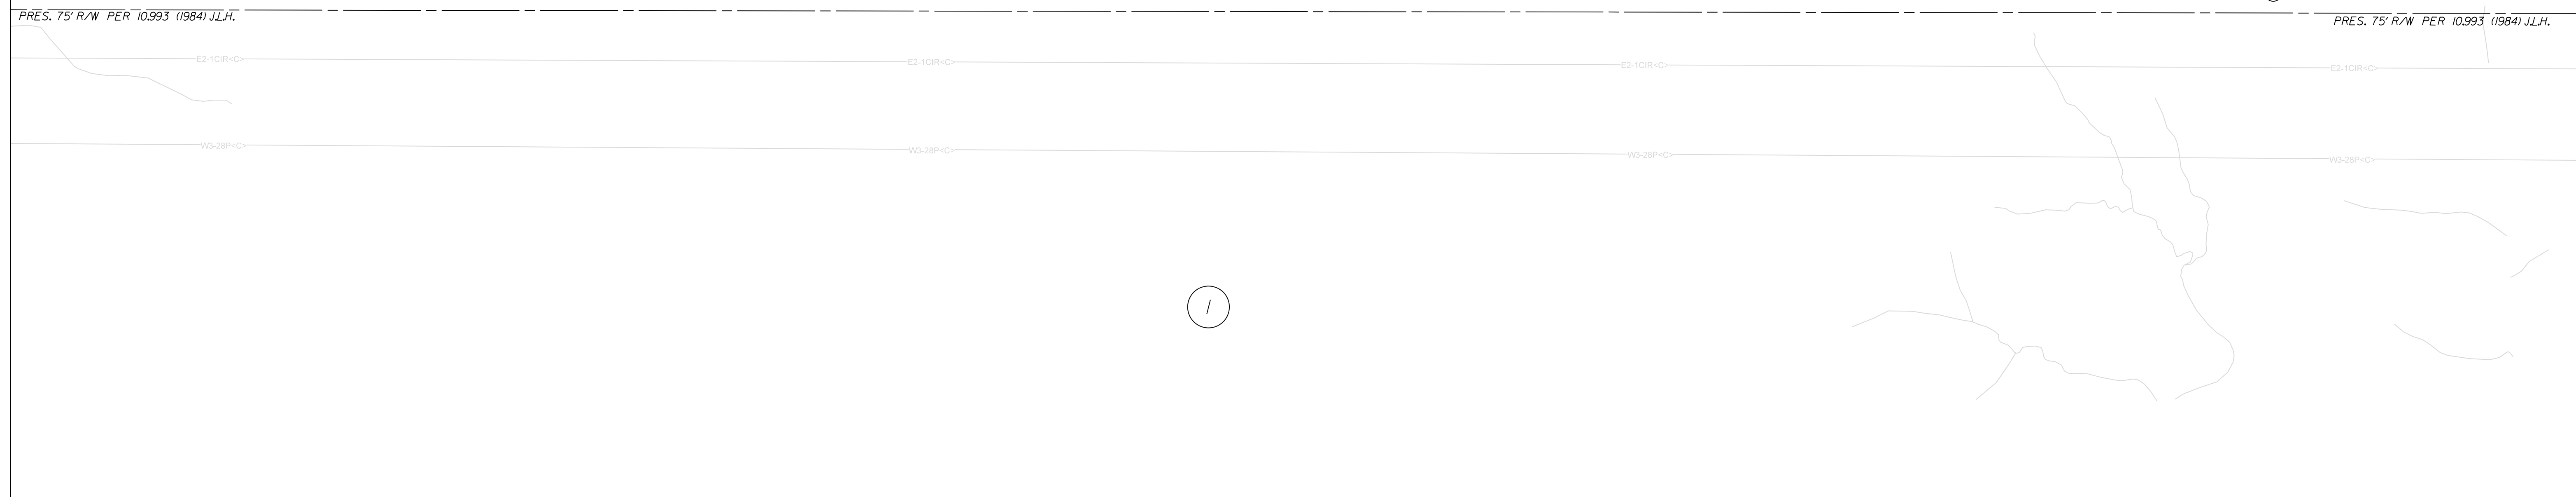 PRES. 75' R/W PER 10.993 (1984) J.L.H.
PRES. 75' R/W PER 10.993 (1984) J.L.H.
E2-1CIR<C>
E2-1CIR<C>
E2-1CIR<C>
E2-1CIR<C>
W3-28P<C>
W3-28P<C>
W3-28P<C>
W3-28P<C>
1